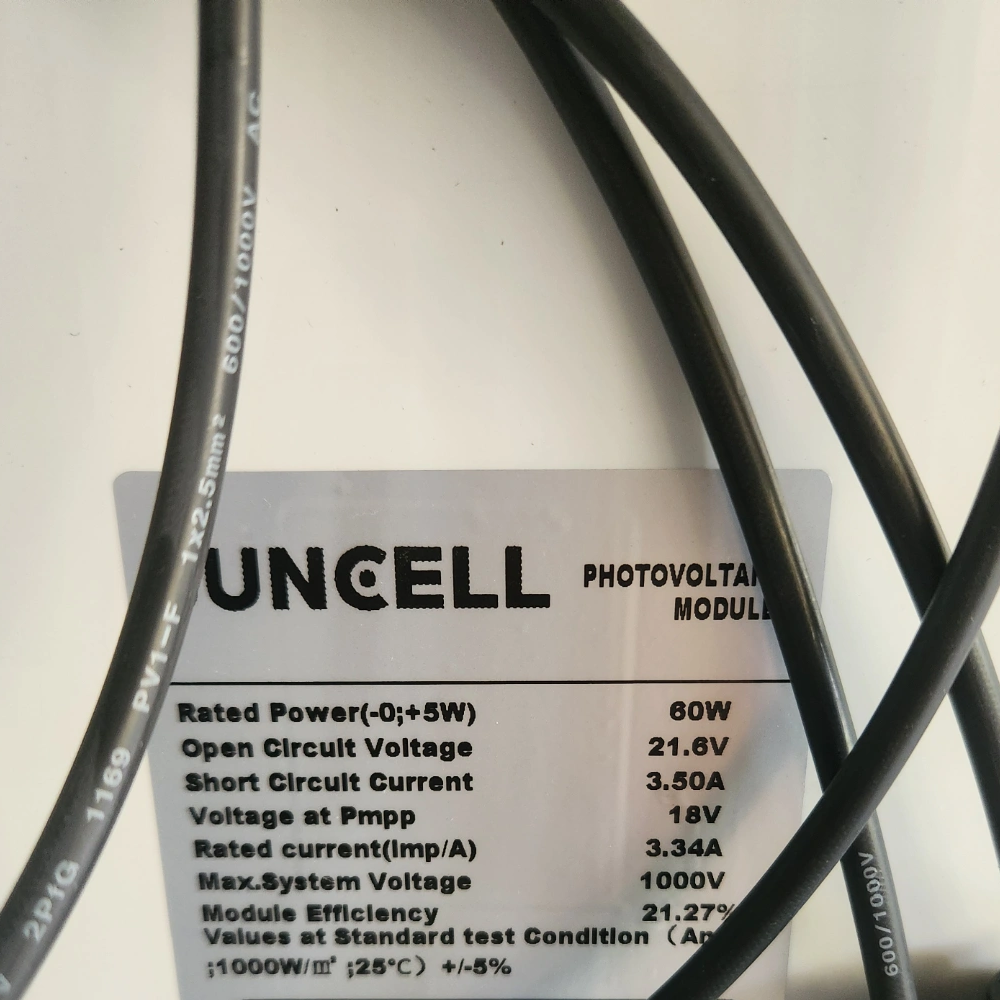 2PfG 1169 PV1-F 1x2.5mm² 600/1000V AC
UNCELL
PHOTOVOLTAI
MODULE
Rated Power(-0;+5W) 60W
Open Circuit Voltage 21.6V
Short Circuit Current 3.50A
Voltage at Pmpp 18V
Rated current(Imp/A) 3.34A
Max.System Voltage 1000V
Module Efficiency 21.27%
Values at Standard test Condition (Am
;1000W/㎡ ;25℃) +/-5%
600/1000V